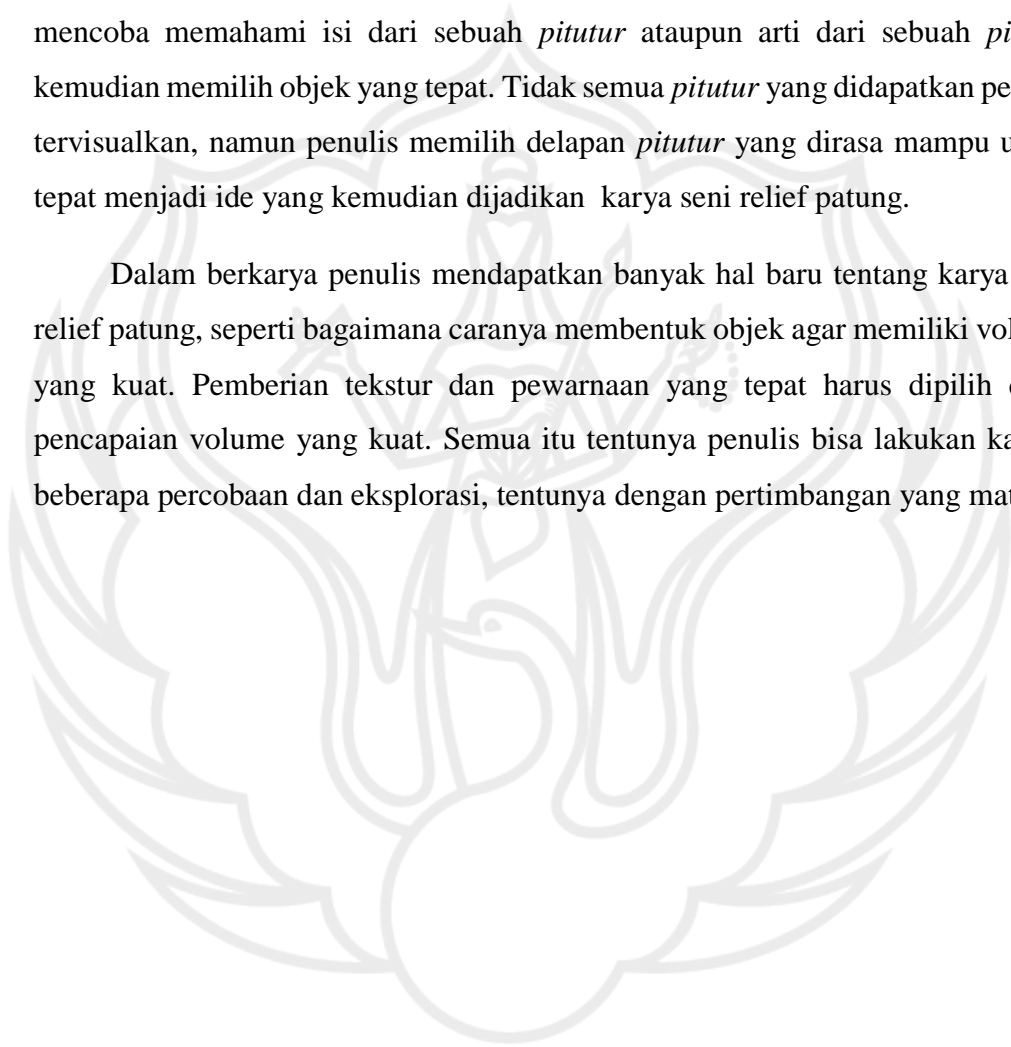 mencoba memahami isi dari sebuah pitutur ataupun arti dari sebuah
kemudian memilih objek yang tepat. Tidak semua pitutur yang didapatkan
tervisualkan, namun penulis memilih delapan pitutur yang dirasa mampu
tepat menjadi ide yang kemudian dijadikan karya seni relief patung.
Dalam berkarya penulis mendapatkan banyak hal baru tentang karya
relief patung, seperti bagaimana caranya membentuk objek agar memiliki
yang kuat. Pemberian tekstur dan pewarnaan yang tepat harus dipilih
pencapaian volume yang kuat. Semua itu tentunya penulis bisa lakukan
beberapa percobaan dan eksplorasi, tentunya dengan pertimbangan yang